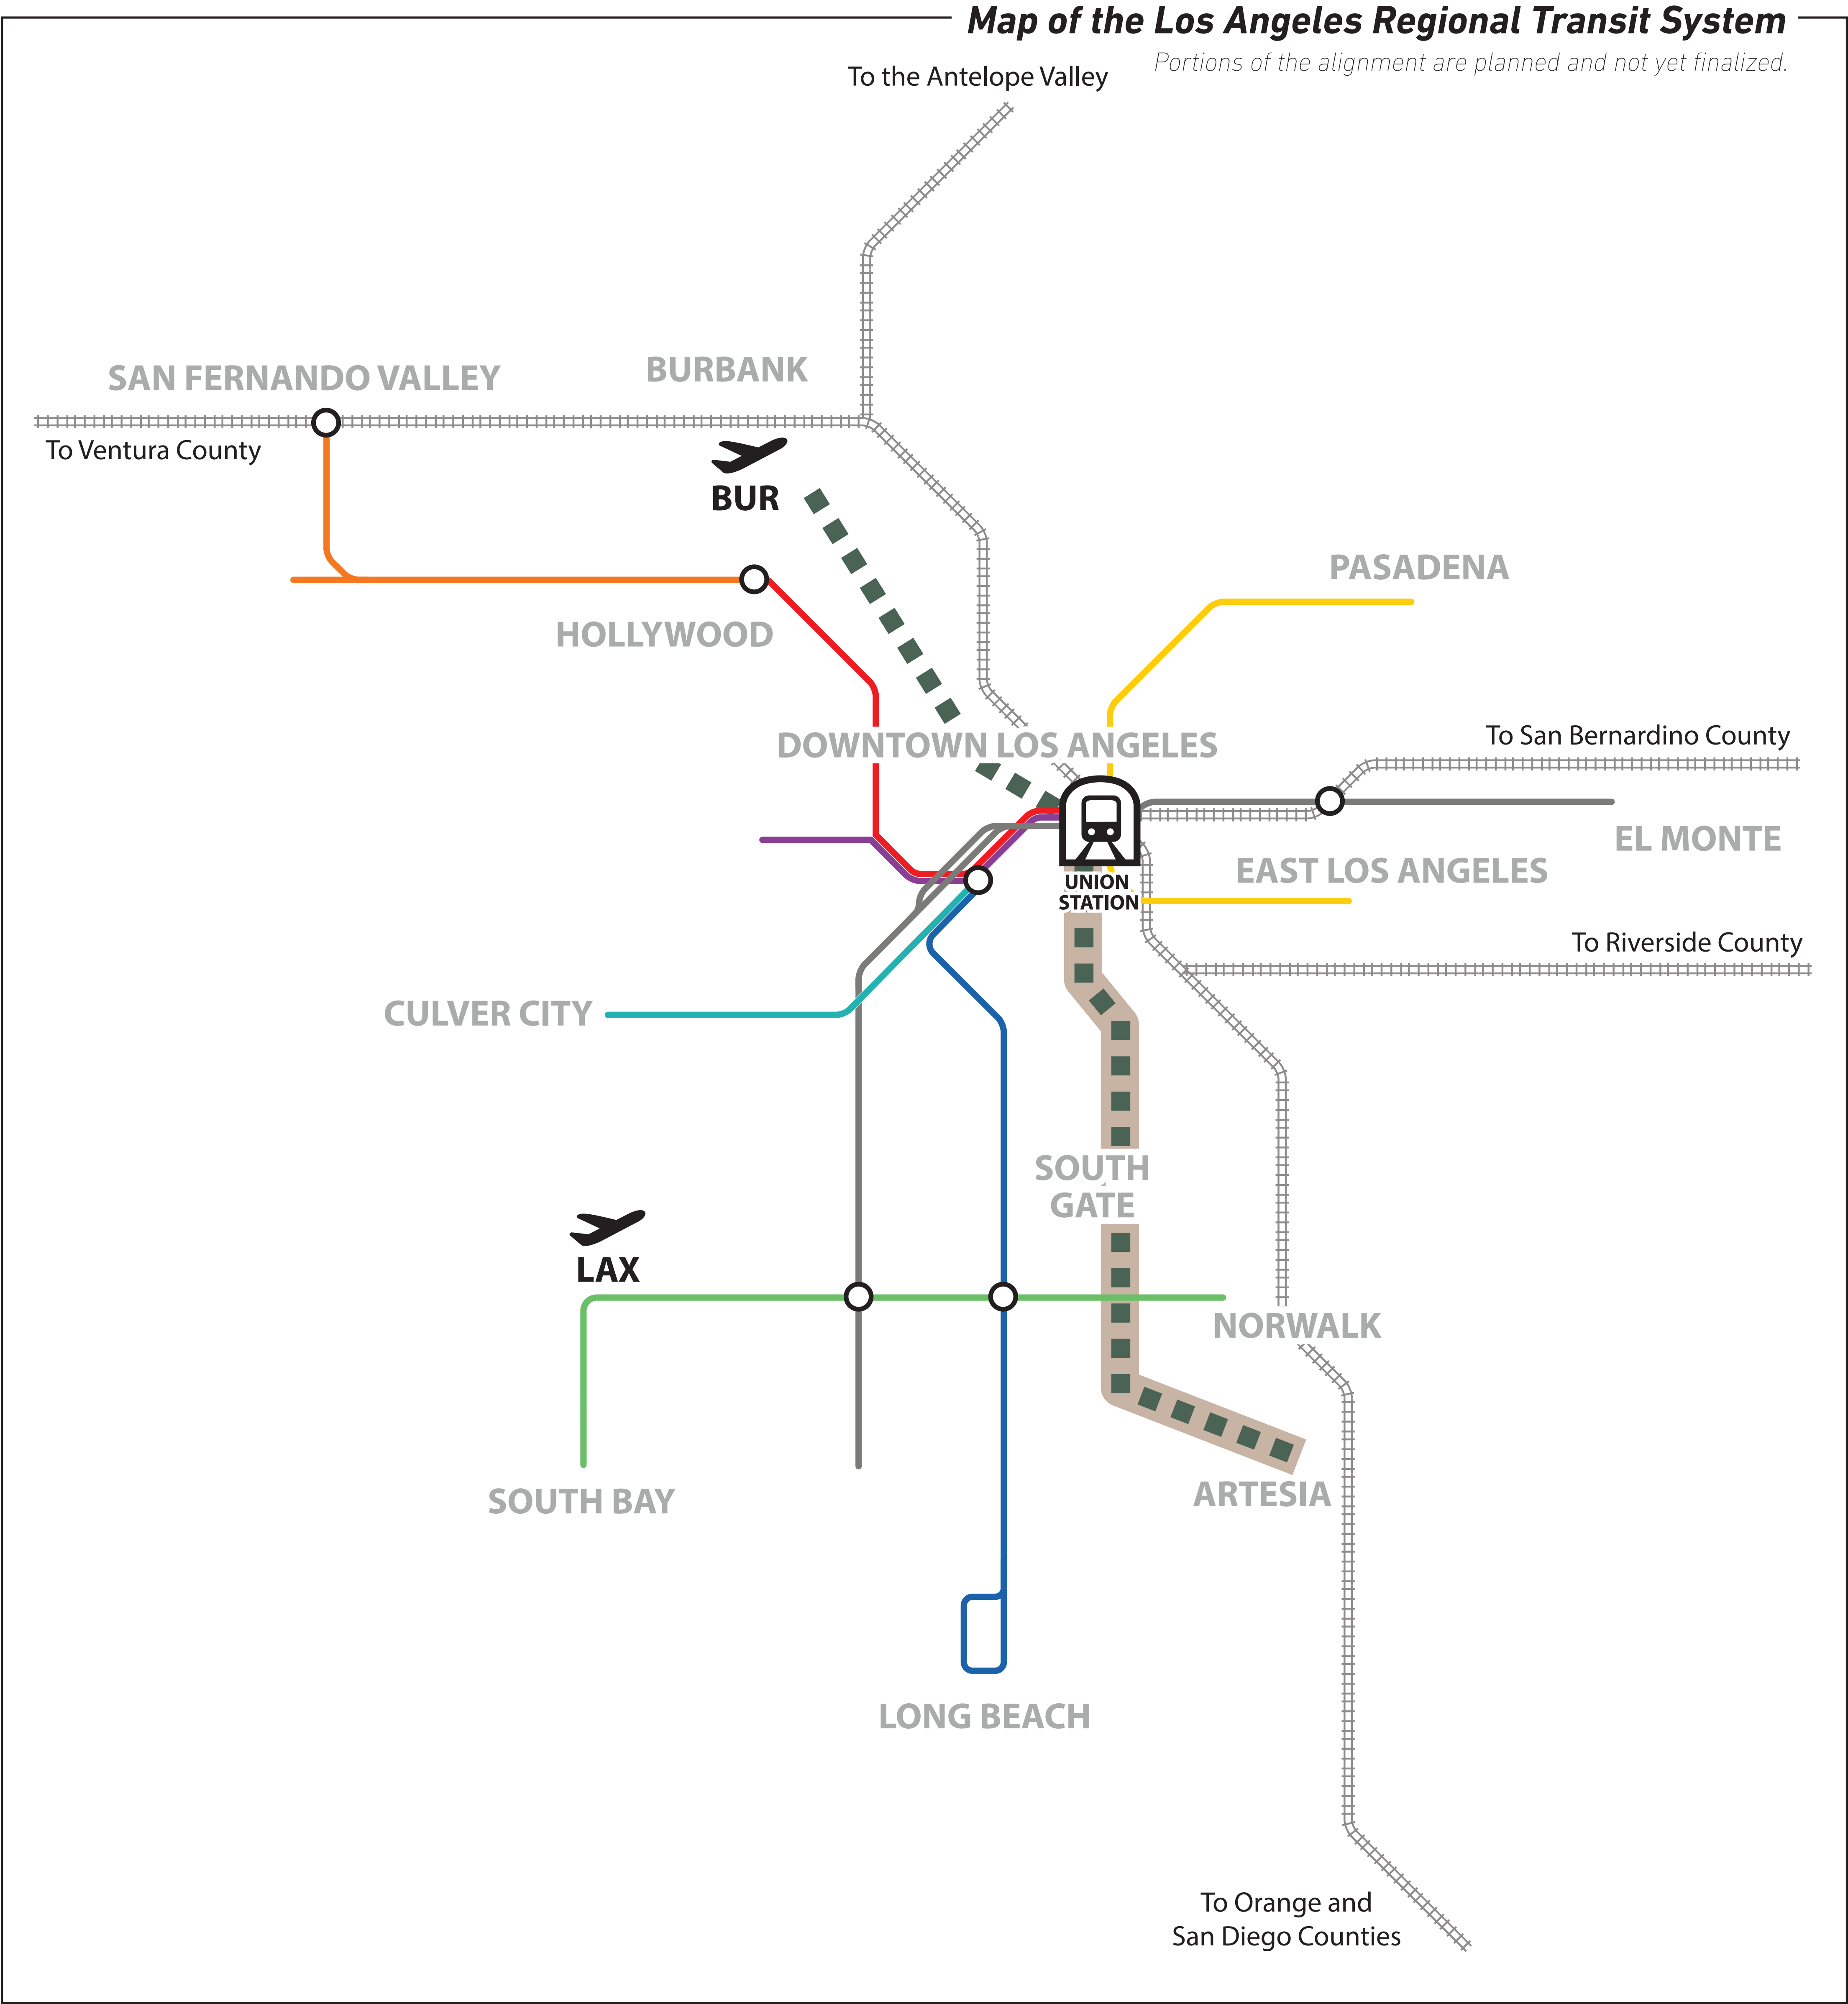 Map of the Los Angeles Regional Transit System
Portions of the alignment are planned and not yet finalized.
To the Antelope Valley
SAN FERNANDO VALLEY
BURBANK
To Ventura County
BUR
PASADENA
HOLLYWOOD
DOWNTOWN LOS ANGELES
To San Bernardino County
EL MONTE
EAST LOS ANGELES
UNION
STATION
To Riverside County
CULVER CITY
SOUTH
GATE
LAX
NORWALK
SOUTH BAY
ARTESIA
LONG BEACH
To Orange and
San Diego Counties